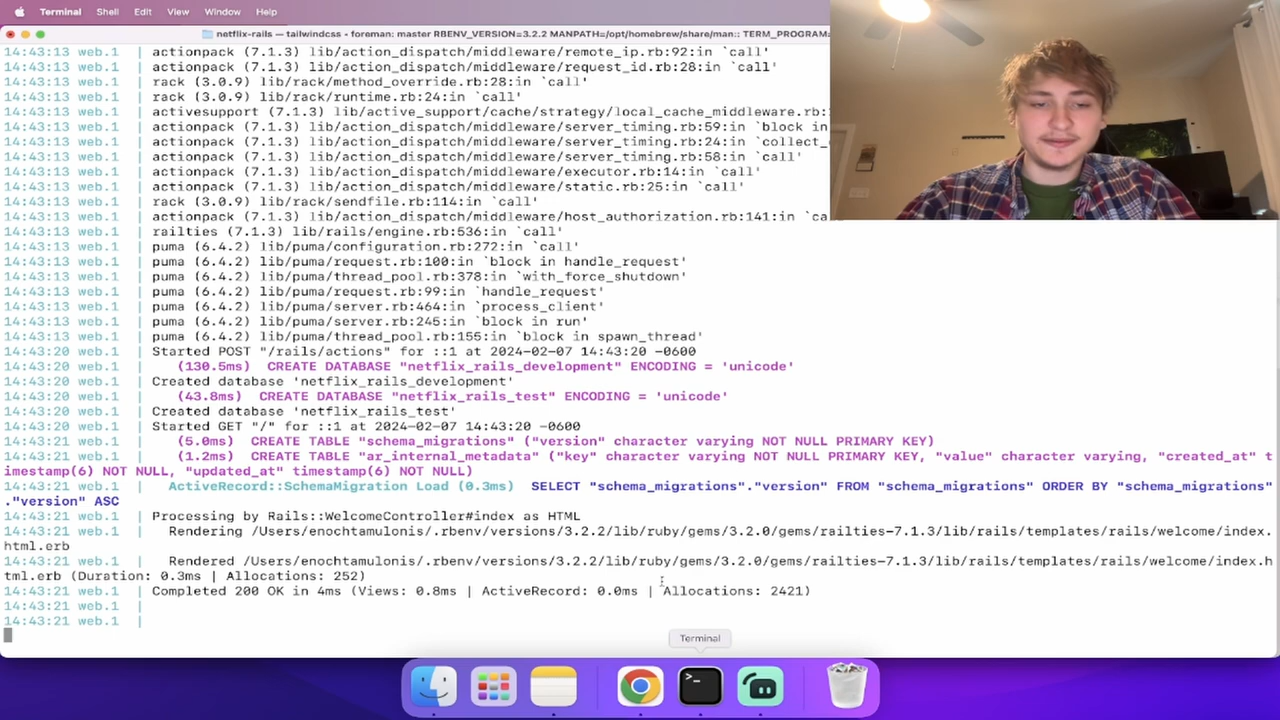 Terminal Shell Edit View Window Help
netflix-rails — tailwindcss ‹ foreman: master RBENV_VERSION=3.2.2 MANPATH=/opt/homebrew/share/man:: TERM_PROGRAM=
14:43:13 web.1 | actionpack (7.1.3) lib/action_dispatch/middleware/remote_ip.rb:92:in `call'
14:43:13 web.1 | actionpack (7.1.3) lib/action_dispatch/middleware/request_id.rb:28:in `call'
14:43:13 web.1 | rack (3.0.9) lib/rack/method_override.rb:28:in `call'
14:43:13 web.1 | rack (3.0.9) lib/rack/runtime.rb:24:in `call'
14:43:13 web.1 | activesupport (7.1.3) lib/active_support/cache/strategy/local_cache_middleware.rb:
14:43:13 web.1 | actionpack (7.1.3) lib/action_dispatch/middleware/server_timing.rb:59:in `block in
14:43:13 web.1 | actionpack (7.1.3) lib/action_dispatch/middleware/server_timing.rb:24:in `collect_
14:43:13 web.1 | actionpack (7.1.3) lib/action_dispatch/middleware/server_timing.rb:58:in `call'
14:43:13 web.1 | actionpack (7.1.3) lib/action_dispatch/middleware/executor.rb:14:in `call'
14:43:13 web.1 | actionpack (7.1.3) lib/action_dispatch/middleware/static.rb:25:in `call'
14:43:13 web.1 | rack (3.0.9) lib/rack/sendfile.rb:114:in `call'
14:43:13 web.1 | actionpack (7.1.3) lib/action_dispatch/middleware/host_authorization.rb:141:in `ca
14:43:13 web.1 | railties (7.1.3) lib/rails/engine.rb:536:in `call'
14:43:13 web.1 | puma (6.4.2) lib/puma/configuration.rb:272:in `call'
14:43:13 web.1 | puma (6.4.2) lib/puma/request.rb:100:in `block in handle_request'
14:43:13 web.1 | puma (6.4.2) lib/puma/thread_pool.rb:378:in `with_force_shutdown'
14:43:13 web.1 | puma (6.4.2) lib/puma/request.rb:99:in `handle_request'
14:43:13 web.1 | puma (6.4.2) lib/puma/server.rb:464:in `process_client'
14:43:13 web.1 | puma (6.4.2) lib/puma/server.rb:245:in `block in run'
14:43:13 web.1 | puma (6.4.2) lib/puma/thread_pool.rb:155:in `block in spawn_thread'
14:43:20 web.1 | Started POST "/rails/actions" for ::1 at 2024-02-07 14:43:20 -0600
14:43:20 web.1 | (130.5ms) CREATE DATABASE "netflix_rails_development" ENCODING = 'unicode'
14:43:20 web.1 | Created database 'netflix_rails_development'
14:43:20 web.1 | (43.8ms) CREATE DATABASE "netflix_rails_test" ENCODING = 'unicode'
14:43:20 web.1 | Created database 'netflix_rails_test'
14:43:20 web.1 | Started GET "/" for ::1 at 2024-02-07 14:43:20 -0600
14:43:21 web.1 | (5.0ms) CREATE TABLE "schema_migrations" ("version" character varying NOT NULL PRIMARY KEY)
14:43:21 web.1 | (1.2ms) CREATE TABLE "ar_internal_metadata" ("key" character varying NOT NULL PRIMARY KEY, "value" character varying, "created_at" t
imestamp(6) NOT NULL, "updated_at" timestamp(6) NOT NULL)
14:43:21 web.1 | ActiveRecord::SchemaMigration Load (0.3ms) SELECT "schema_migrations"."version" FROM "schema_migrations" ORDER BY "schema_migrations"
."version" ASC
14:43:21 web.1 | Processing by Rails::WelcomeController#index as HTML
14:43:21 web.1 | Rendering /Users/enochtamulonis/.rbenv/versions/3.2.2/lib/ruby/gems/3.2.0/gems/railties-7.1.3/lib/rails/templates/rails/welcome/index.
html.erb
14:43:21 web.1 | Rendered /Users/enochtamulonis/.rbenv/versions/3.2.2/lib/ruby/gems/3.2.0/gems/railties-7.1.3/lib/rails/templates/rails/welcome/index.h
tml.erb (Duration: 0.3ms | Allocations: 252)
14:43:21 web.1 | Completed 200 OK in 4ms (Views: 0.8ms | ActiveRecord: 0.0ms | Allocations: 2421)
14:43:21 web.1 |
14:43:21 web.1 |
Terminal